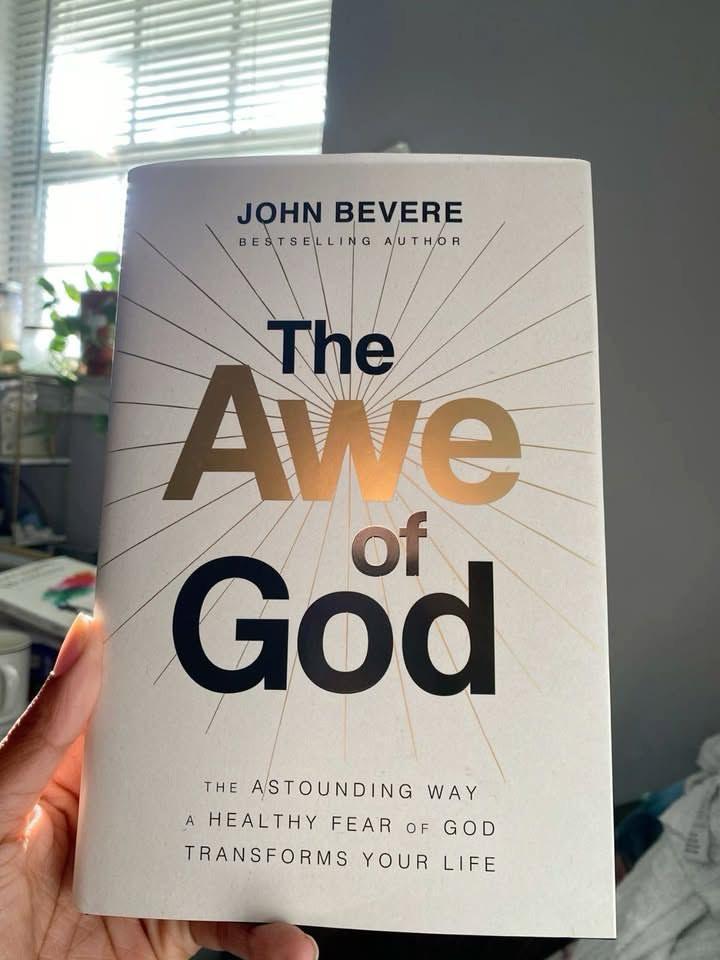 JOHN BEVERE
BESTSELLING AUTHOR
The
Awe
of
God
THE ASTOUNDING WAY
A HEALTHY FEAR OF GOD
TRANSFORMS YOUR LIFE